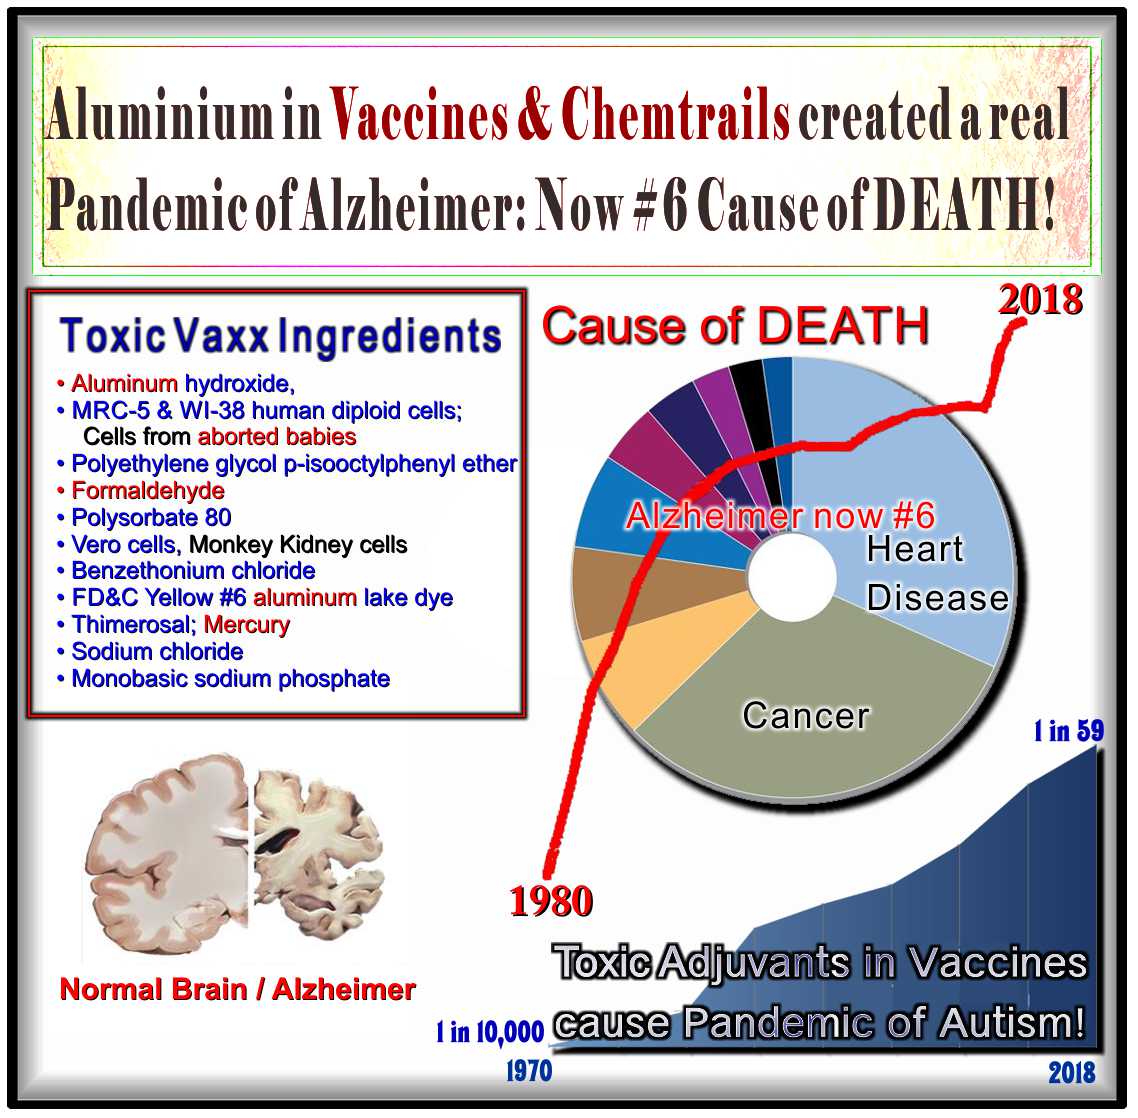 Aluminium in Vaccines & Chemtrails created a real
Pandemic of Alzheimer: Now #6 Cause of DEATH!
Toxic Vaxx Ingredients
• Aluminum hydroxide,
• MRC-5 & WI-38 human diploid cells;
Cells from aborted babies
• Polyethylene glycol p-isooctylphenyl ether
• Formaldehyde
• Polysorbate 80
• Vero cells, Monkey Kidney cells
• Benzethonium chloride
• FD&C Yellow #6 aluminum lake dye
• Thimerosal; Mercury
• Sodium chloride
• Monobasic sodium phosphate
2018
Cause of DEATH
Alzheimer now #6
Heart
Disease
Cancer
1980
Normal Brain / Alzheimer
1 in 59
Toxic Adjuvants in Vaccines
cause Pandemic of Autism!
1 in 10,000
1970
2018